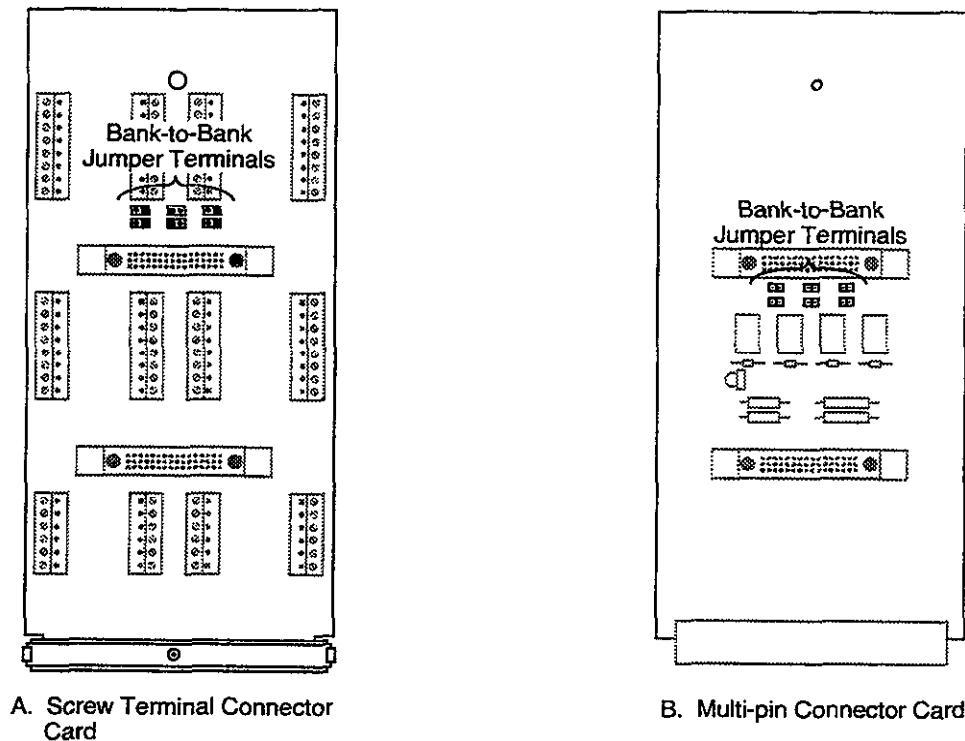 Bank-to-Bank
Jumper Terminals
A. Screw Terminal Connector
Card
Bank-to-Bank
Jumper Terminals
B. Multi-pin Connector Card